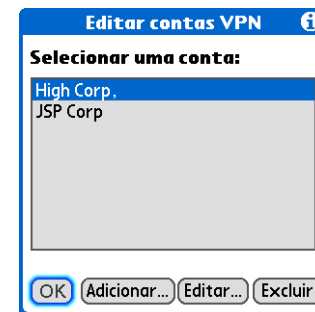 Editar contas VPN i
Selecionar uma conta:
High Corp,
JSP Corp
OK Adicionar... Editar... Excluir